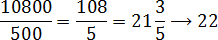 10800/500 = 108/5 = 21 3/5 → 22